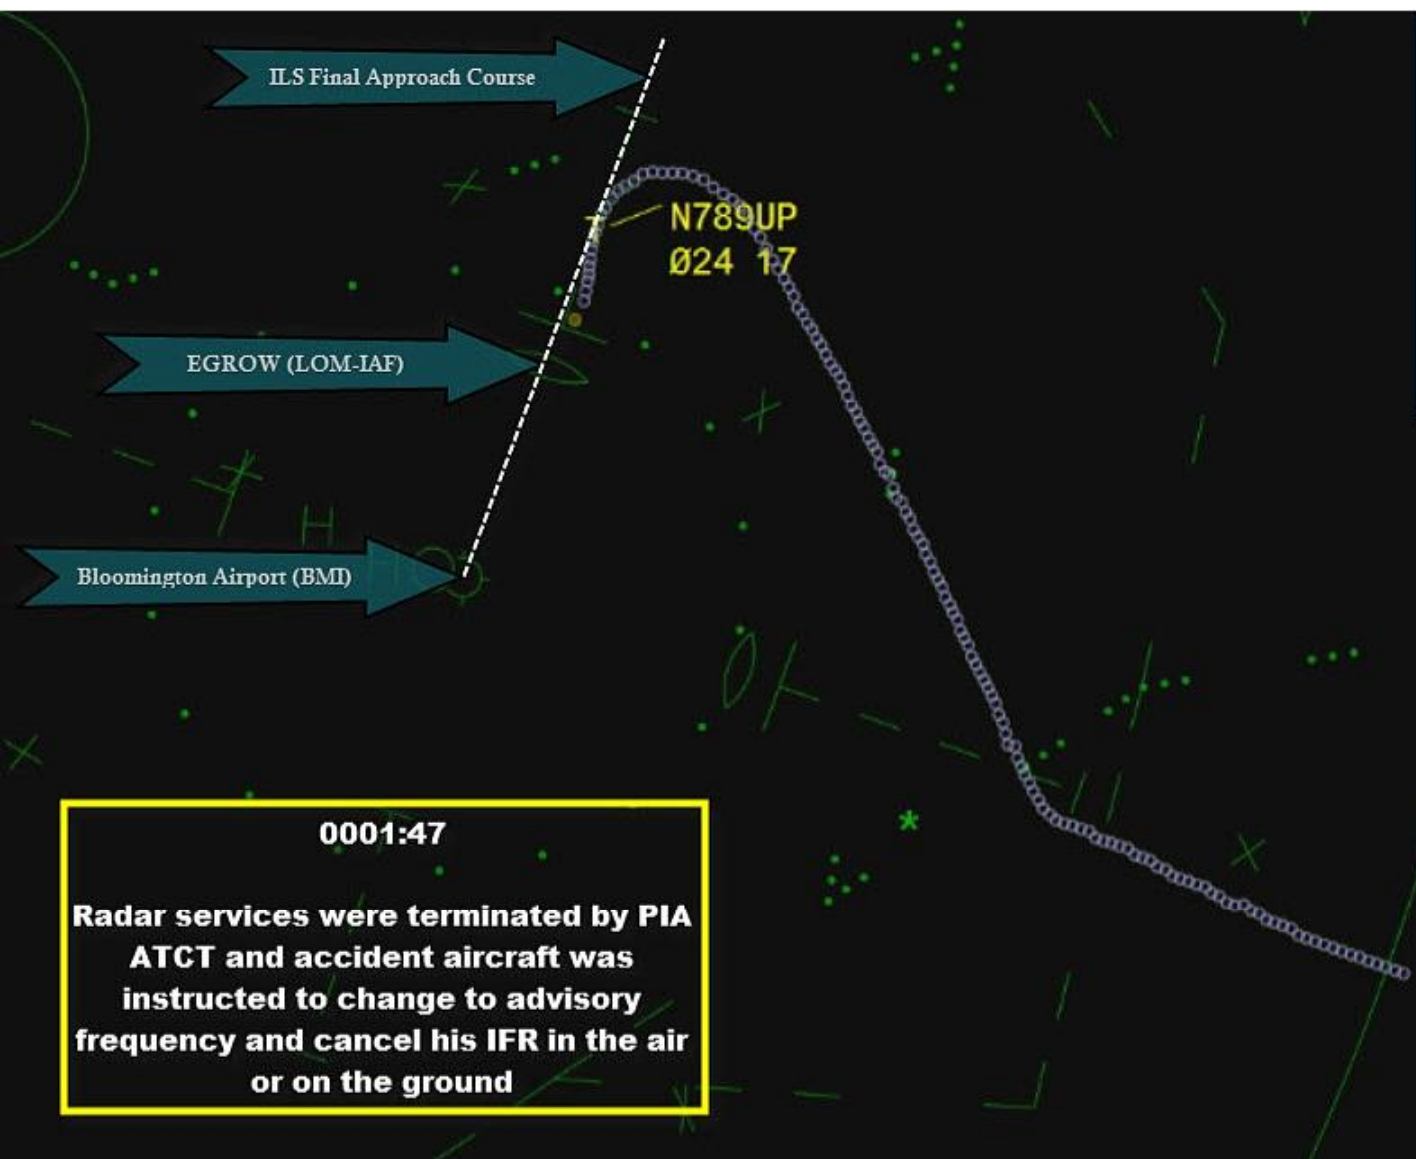 ILS Final Approach Course
N789UP
Ø24 17
EGROW (LOM-IAF)
H
Bloomington Airport (BMI)
0001:47
Radar services were terminated by PIA
ATCT and accident aircraft was
instructed to change to advisory
frequency and cancel his IFR in the air
or on the ground